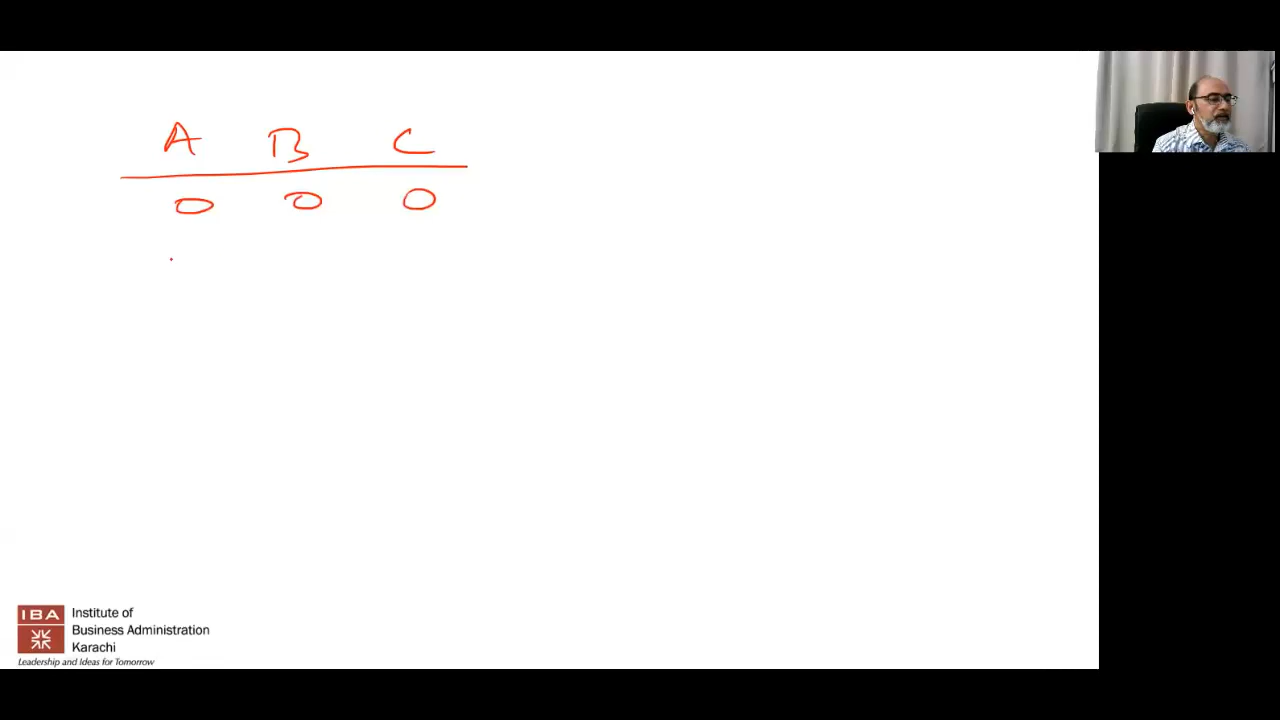 A B C
0 0 0
IBA
Institute of
Business Administration
Karachi
Leadership and Ideas for Tomorrow